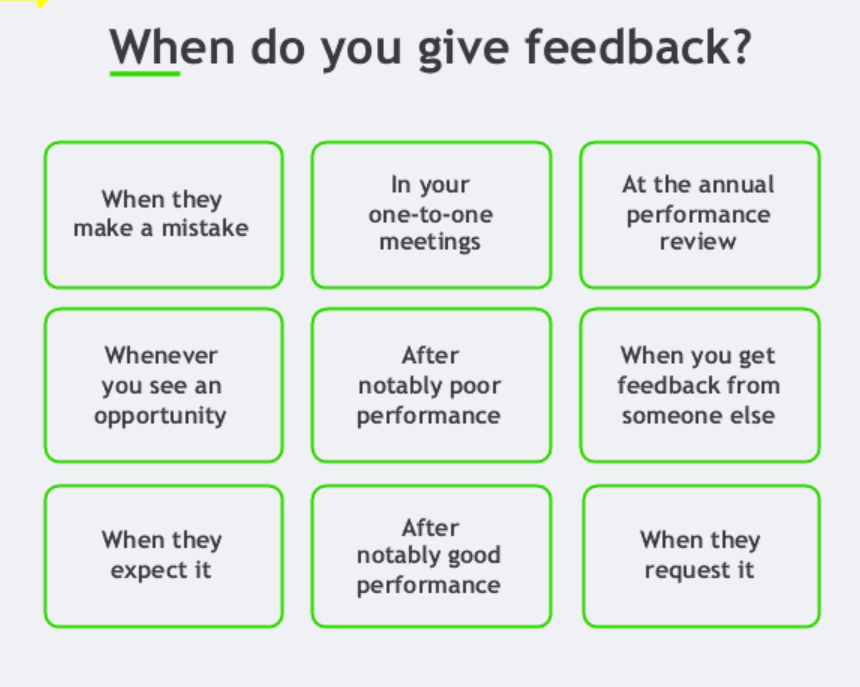 When do you give feedback?
When they
make a mistake
In your
one-to-one
meetings
At the annual
performance
review
Whenever
you see an
opportunity
After
notably poor
performance
When you get
feedback from
someone else
When they
expect it
After
notably good
performance
When they
request it